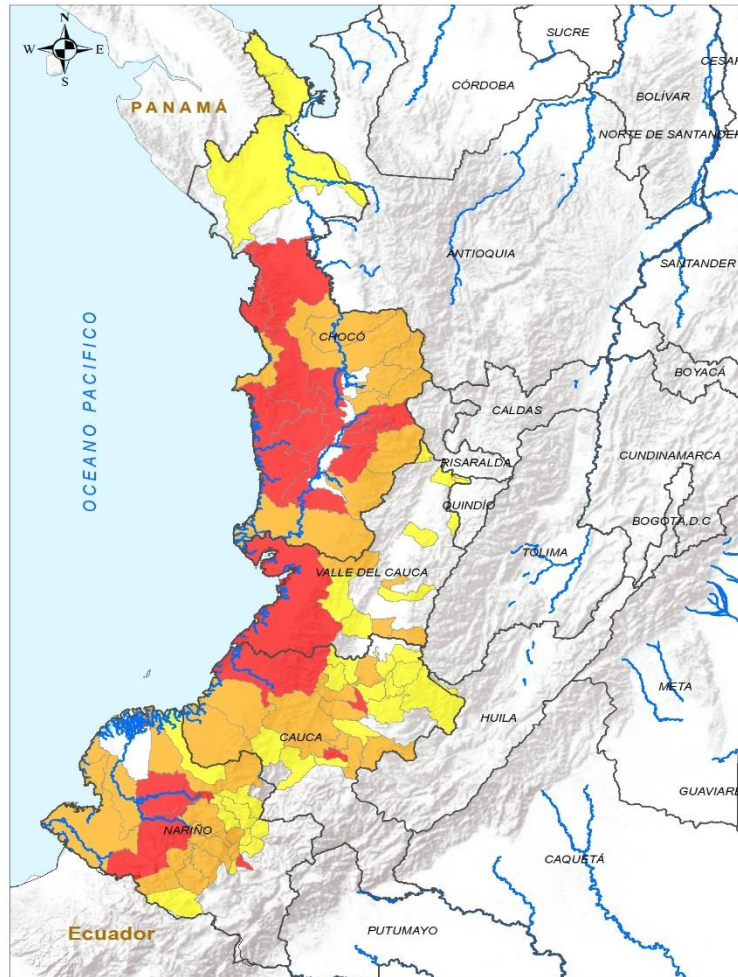 N
W E
S
PANAMÁ
SUCRE
CÓRDOBA
CESAR
BOLÍVAR
NORTE DE SANTANDER
ANTIOQUIA
SANTANDER
OCEANO PACIFICO
CHOCÓ
BOYACÁ
CALDAS
RISARALDA
CUNDINAMARCA
QUINDÍO
BOGOTÁ, D.C
TOLIMA
VALLE DEL CAUCA
META
HUILA
CAUCA
GUAVIARE
NARIÑO
CAQUETÁ
Ecuador
PUTUMAYO